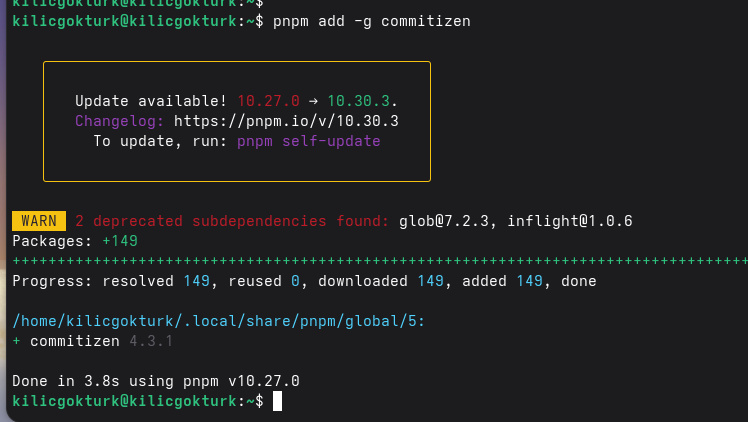 kilicgokturk@kilicgokturk:~$
kilicgokturk@kilicgokturk:~$ pnpm add -g commitizen
Update available! 10.27.0 → 10.30.3.
Changelog: https://pnpm.io/v/10.30.3
To update, run: pnpm self-update
WARN 2 deprecated subdependencies found: glob@7.2.3, inflight@1.0.6
Packages: +149
++++++++++++++++++++++++++++++++++++++++++++++++++++++++++++++++++++++++++++++++++
Progress: resolved 149, reused 0, downloaded 149, added 149, done
/home/kilicgokturk/.local/share/pnpm/global/5:
+ commitizen 4.3.1
Done in 3.8s using pnpm v10.27.0
kilicgokturk@kilicgokturk:~$